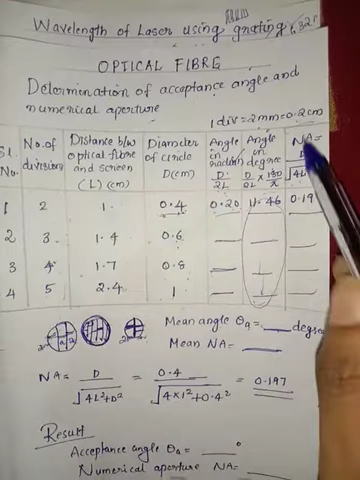 Wavelength of Laser using grating
OPTICAL FIBRE
Determination of acceptance angle and
numerical aperture
1 div = 2mm = 0.2cm
Sl. No. No. of divisions Distance b/w optical fibre and screen (L) (cm) Diameter of circle D(cm) Angle in radian D/2L Angle in degree D/2L × 180/π NA =
1 2 1. 0.4 0.20 11.46 0.19
2 3. 1.4 0.6 — — —
3 4. 1.7 0.8 — — —
4 5 2.4 1 — — —
Mean angle θa = ___ degree
Mean NA = ___
NA = D/√4L²+D² = 0.4/√4×1²+0.4² = 0.197
Result
Acceptance angle θa = ___°
Numerical aperture NA = ___